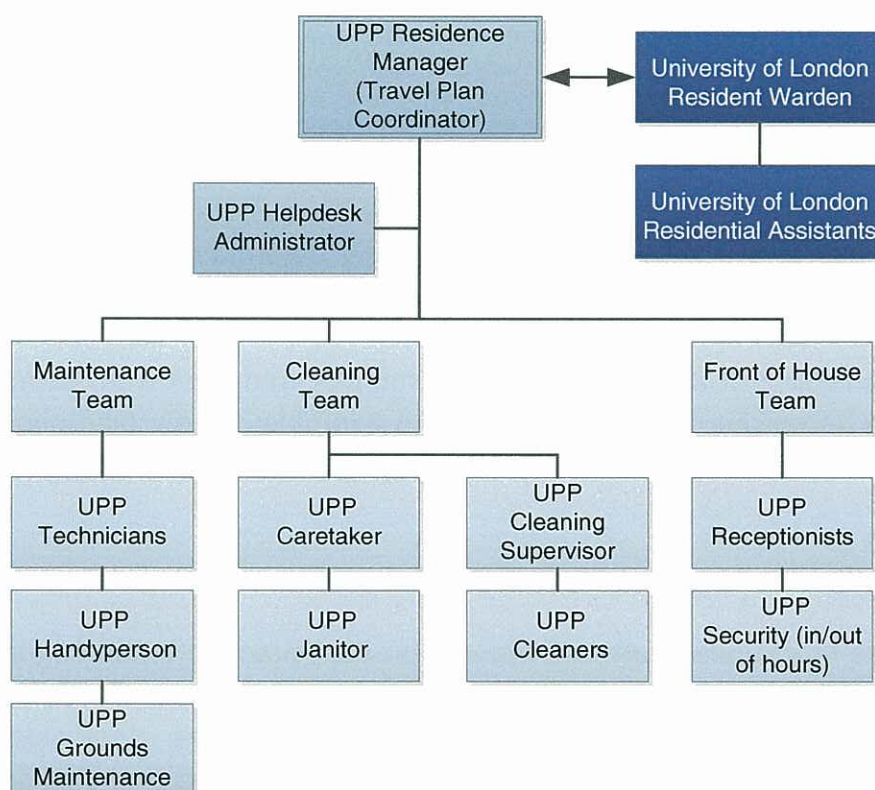 UPP Residence
Manager
(Travel Plan
Coordinator)
University of London
Resident Warden
UPP Helpdesk
Administrator
University of London
Residential Assistants
Maintenance
Team
Cleaning
Team
Front of House
Team
UPP
Technicians
UPP
Caretaker
UPP
Cleaning
Supervisor
UPP
Receptionists
UPP
Handyperson
UPP
Janitor
UPP
Cleaners
UPP
Security (in/out
of hours)
UPP
Grounds
Maintenance